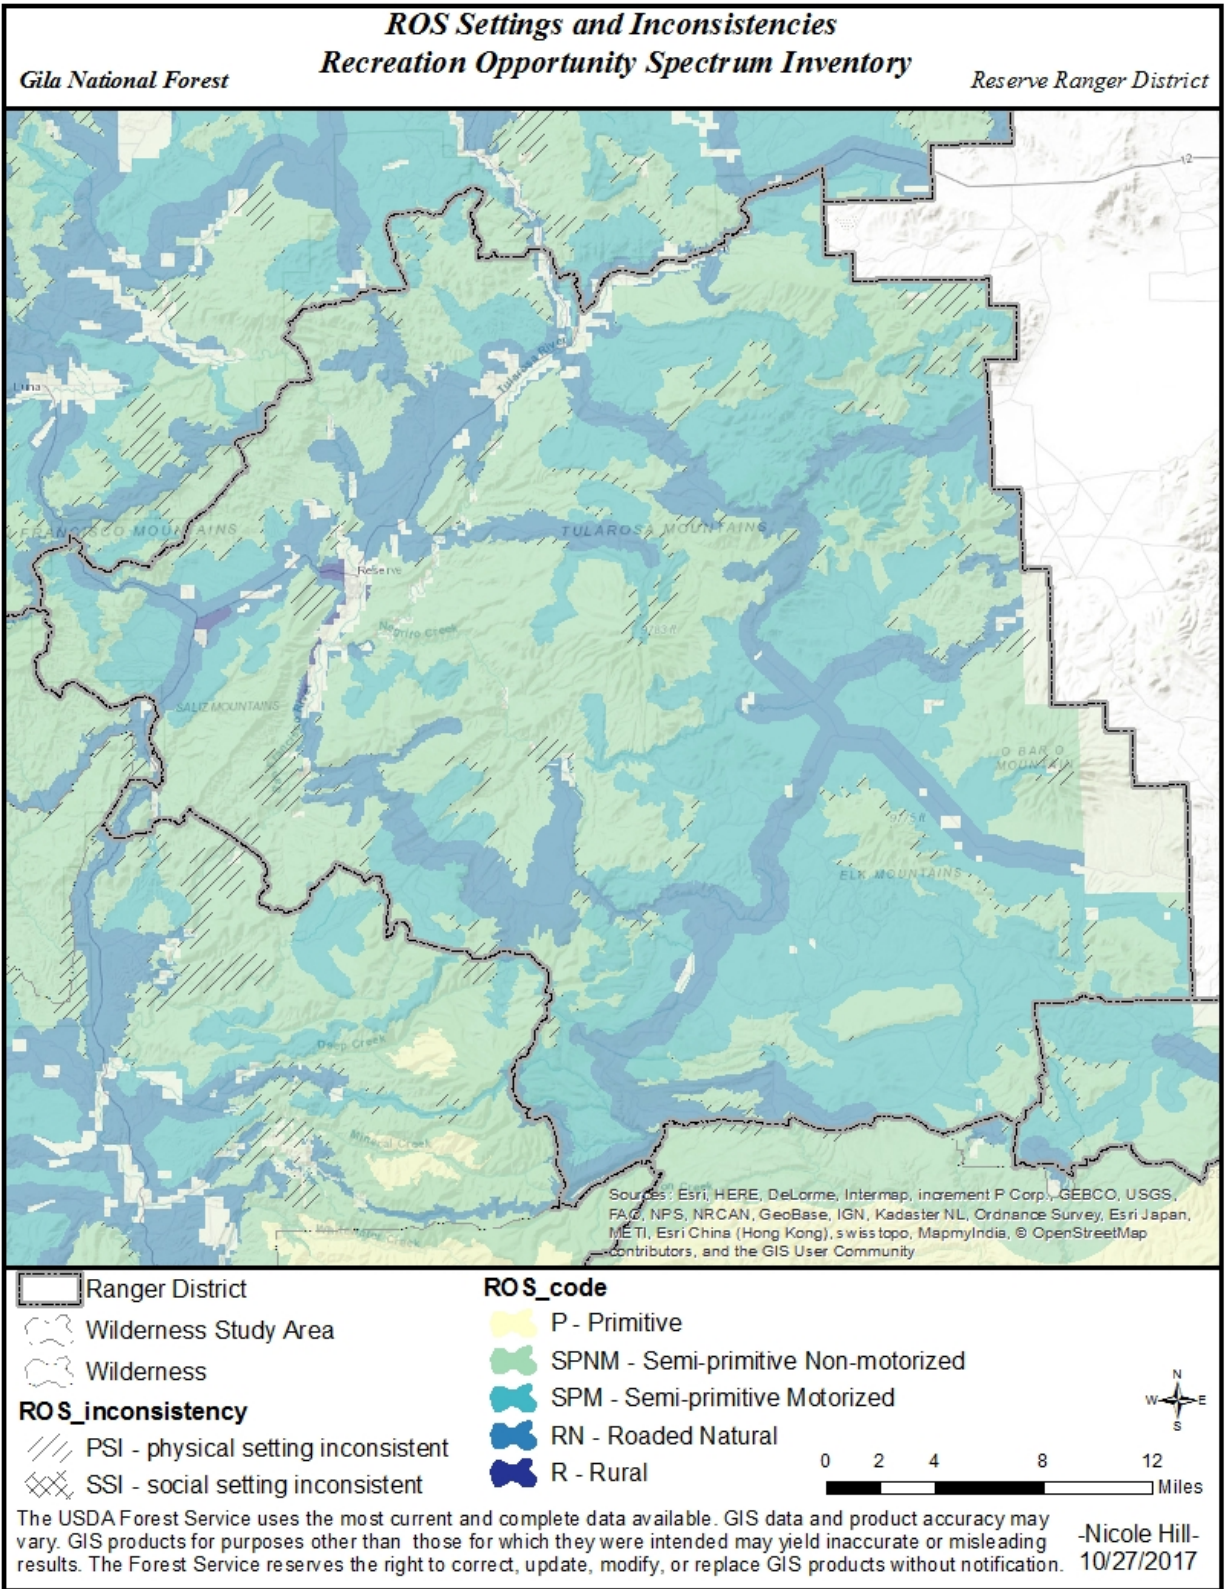 ROS Settings and Inconsistencies
Recreation Opportunity Spectrum Inventory
Gila National Forest
Reserve Ranger District
12
Luna
Tularosa River
FRANCISCO MOUNTAINS
TULAROSA MOUNTAINS
Reserve
Negrito Creek
SALIZ MOUNTAINS
River
O BAR O
MOUNTAIN
ELK MOUNTAINS
Deep Creek
Mineral Creek
Creek
Sources: Esri, HERE, DeLorme, Intermap, increment P Corp., GEBCO, USGS,
FAO, NPS, NRCAN, GeoBase, IGN, Kadaster NL, Ordnance Survey, Esri Japan,
METI, Esri China (Hong Kong), swisstopo, MapmyIndia, © OpenStreetMap
contributors, and the GIS User Community
Ranger District
Wilderness Study Area
Wilderness
ROS_inconsistency
PSI - physical setting inconsistent
SSI - social setting inconsistent
ROS_code
P - Primitive
SPNM - Semi-primitive Non-motorized
SPM - Semi-primitive Motorized
RN - Roaded Natural
R - Rural
N
W E
S
0 2 4 8 12
Miles
The USDA Forest Service uses the most current and complete data available. GIS data and product accuracy may
vary. GIS products for purposes other than those for which they were intended may yield inaccurate or misleading
results. The Forest Service reserves the right to correct, update, modify, or replace GIS products without notification.
-Nicole Hill-
10/27/2017